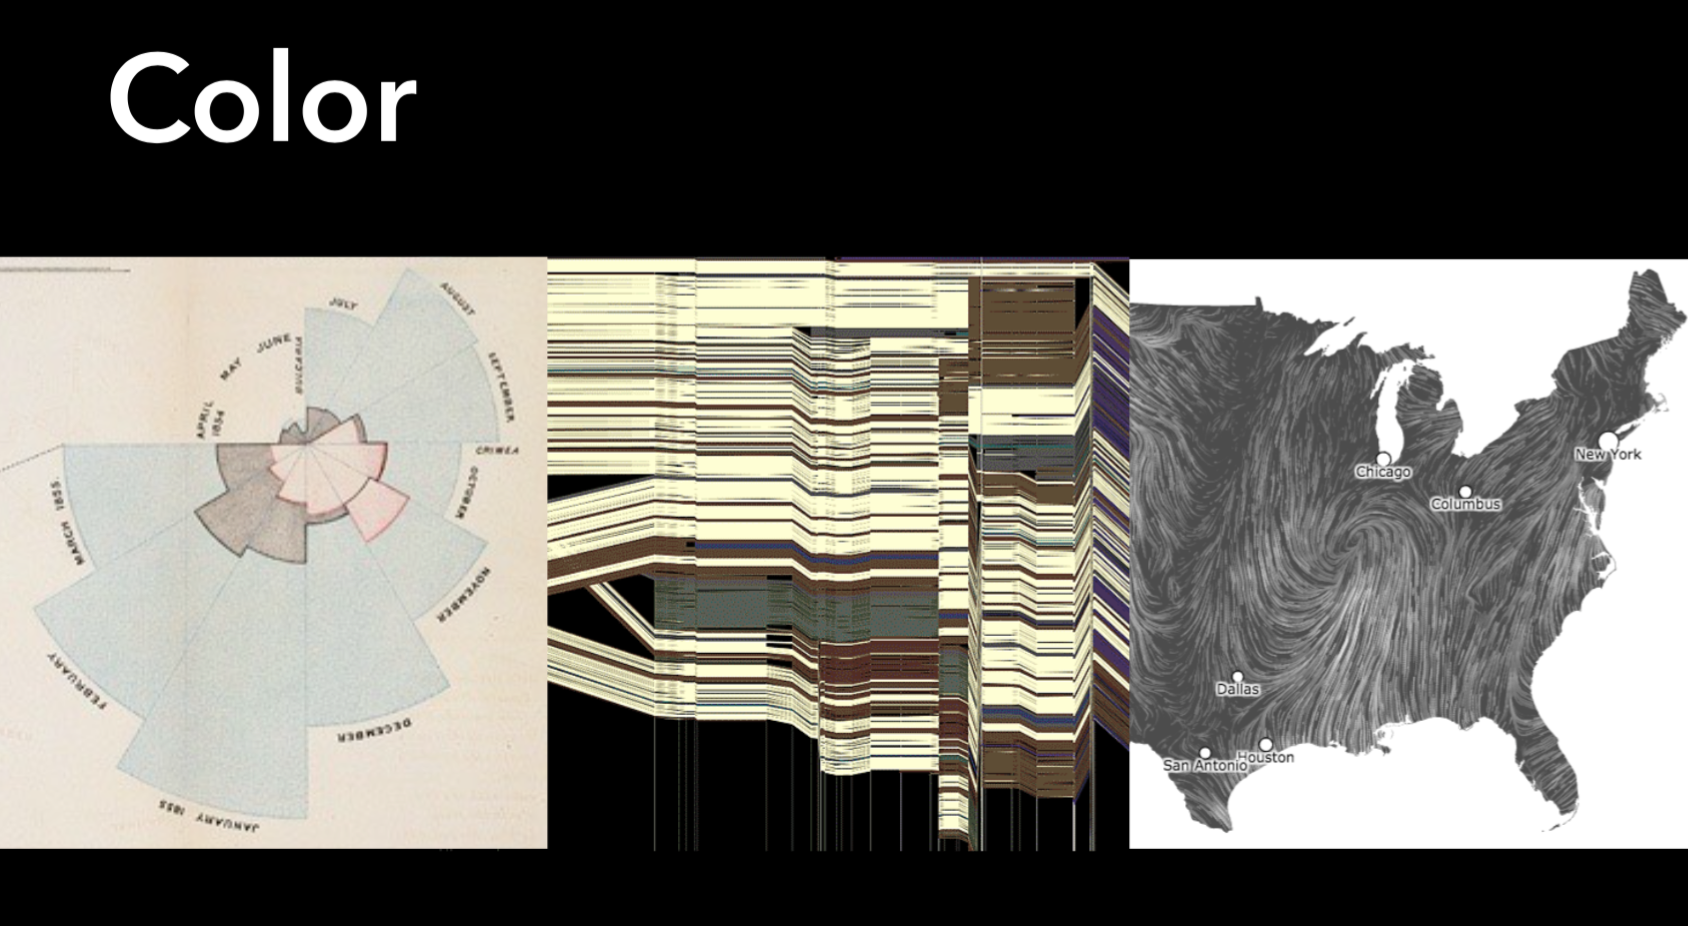 Color
JULY
AUGUST
SEPTEMBER
JUNE
MAY
APRIL
1854
BULGARIA
CRIMEA
OCTOBER
NOVEMBER
DECEMBER
JANUARY 1855
FEBRUARY
MARCH 1855.
New York
Chicago
Columbus
Dallas
Houston
San Antonio